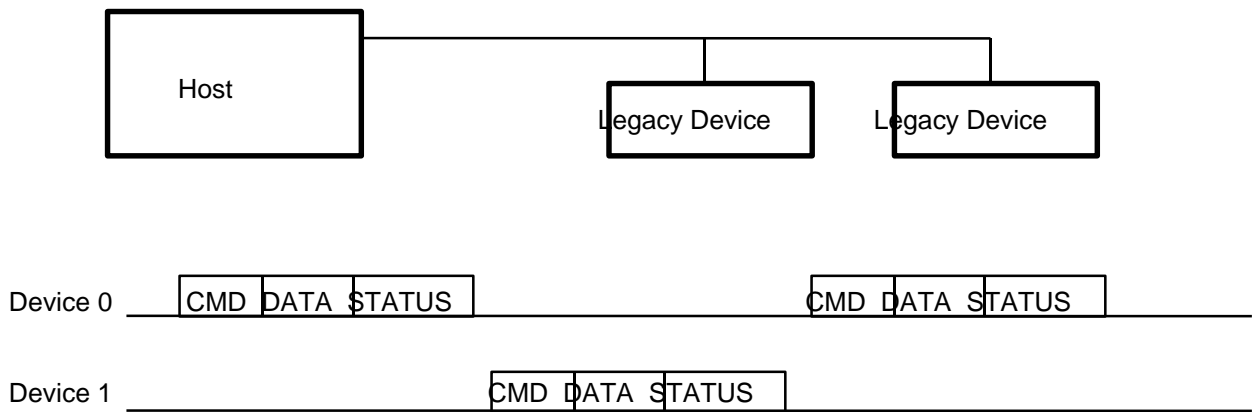 Host
Legacy Device Legacy Device
Device 0 CMD DATA STATUS CMD DATA STATUS
Device 1 CMD DATA STATUS